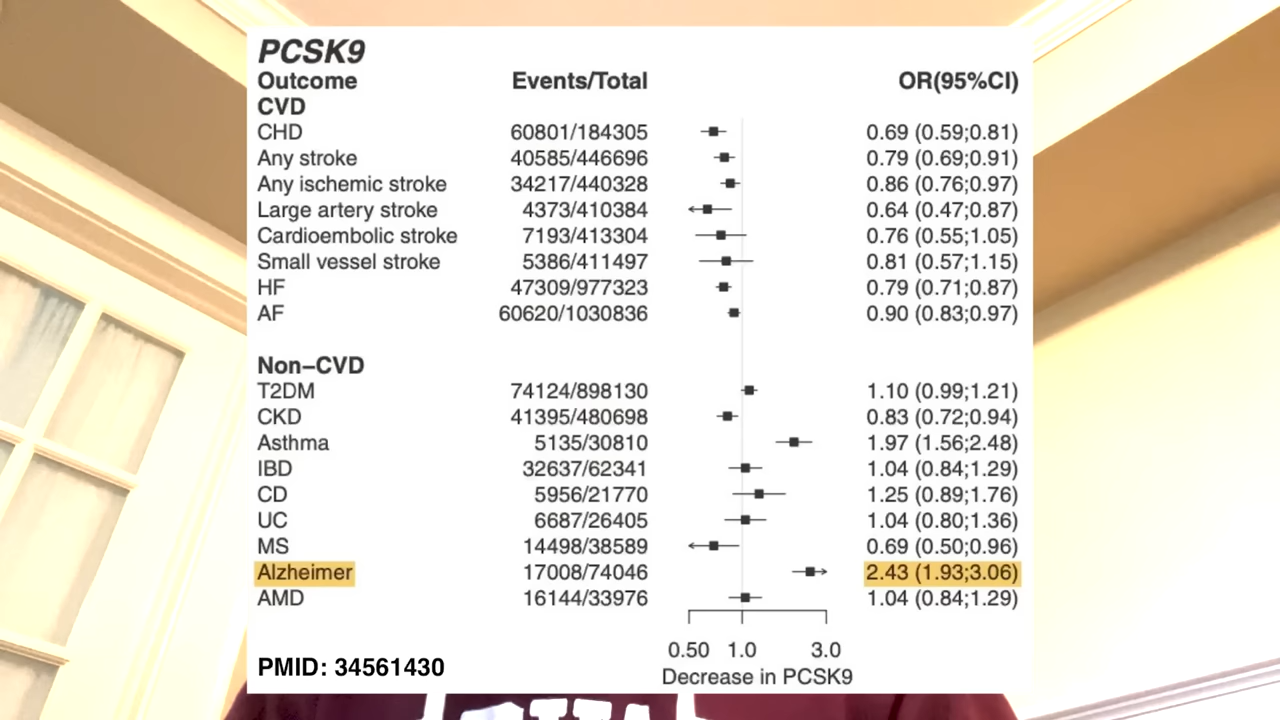 PCSK9
Outcome Events/Total OR(95%CI)
CVD
CHD 60801/184305 0.69 (0.59;0.81)
Any stroke 40585/446696 0.79 (0.69;0.91)
Any ischemic stroke 34217/440328 0.86 (0.76;0.97)
Large artery stroke 4373/410384 0.64 (0.47;0.87)
Cardioembolic stroke 7193/413304 0.76 (0.55;1.05)
Small vessel stroke 5386/411497 0.81 (0.57;1.15)
HF 47309/977323 0.79 (0.71;0.87)
AF 60620/1030836 0.90 (0.83;0.97)
Non−CVD
T2DM 74124/898130 1.10 (0.99;1.21)
CKD 41395/480698 0.83 (0.72;0.94)
Asthma 5135/30810 1.97 (1.56;2.48)
IBD 32637/62341 1.04 (0.84;1.29)
CD 5956/21770 1.25 (0.89;1.76)
UC 6687/26405 1.04 (0.80;1.36)
MS 14498/38589 0.69 (0.50;0.96)
Alzheimer 17008/74046 2.43 (1.93;3.06)
AMD 16144/33976 1.04 (0.84;1.29)
0.50 1.0 3.0
Decrease in PCSK9
PMID: 34561430